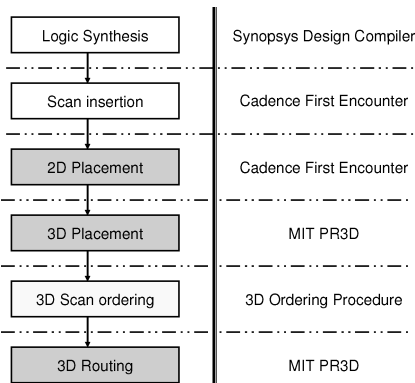 Logic Synthesis Synopsys Design Compiler
Scan insertion Cadence First Encounter
2D Placement Cadence First Encounter
3D Placement MIT PR3D
3D Scan ordering 3D Ordering Procedure
3D Routing MIT PR3D